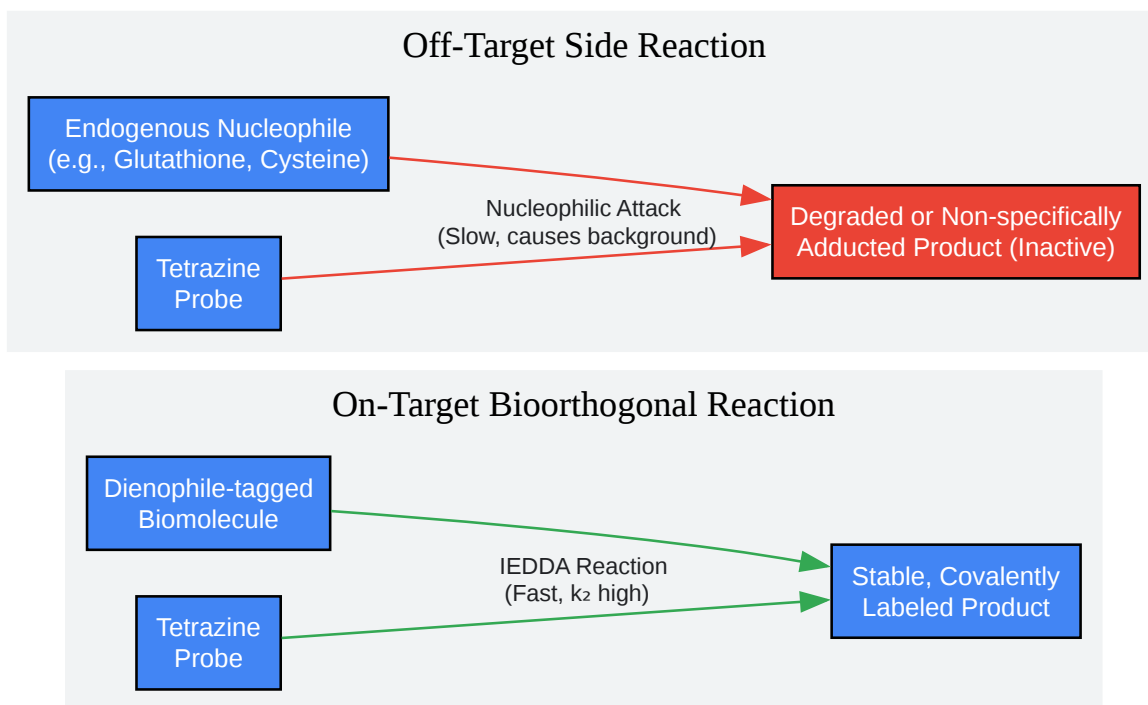 Off-Target Side Reaction
Endogenous Nucleophile
(e.g., Glutathione, Cysteine)
Nucleophilic Attack
(Slow, causes background)
Degraded or Non-specifically
Adducted Product (Inactive)
Tetrazine
Probe
On-Target Bioorthogonal Reaction
Dienophile-tagged
Biomolecule
IEDDA Reaction
(Fast, k₂ high)
Stable, Covalently
Labeled Product
Tetrazine
Probe